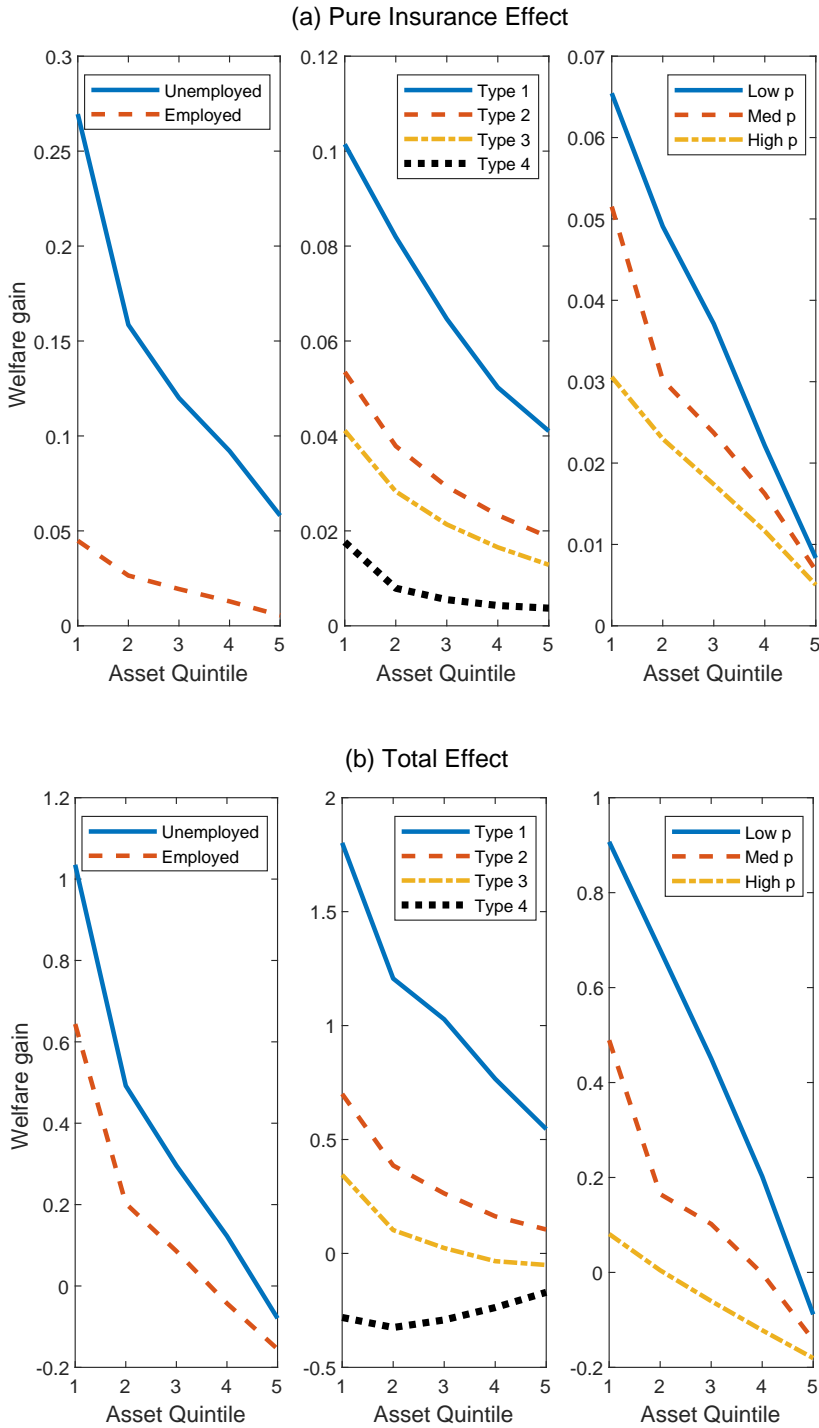 (a) Pure Insurance Effect
Welfare gain
0.3
0.25
0.2
0.15
0.1
0.05
0
Unemployed
Employed
1 2 3 4 5
Asset Quintile
0.12
0.1
0.08
0.06
0.04
0.02
0
Type 1
Type 2
Type 3
Type 4
1 2 3 4 5
Asset Quintile
0.07
0.06
0.05
0.04
0.03
0.02
0.01
0
Low p
Med p
High p
1 2 3 4 5
Asset Quintile
(b) Total Effect
Welfare gain
1.2
1
0.8
0.6
0.4
0.2
0
-0.2
Unemployed
Employed
1 2 3 4 5
Asset Quintile
2
1.5
1
0.5
0
-0.5
Type 1
Type 2
Type 3
Type 4
1 2 3 4 5
Asset Quintile
1
0.8
0.6
0.4
0.2
0
-0.2
Low p
Med p
High p
1 2 3 4 5
Asset Quintile